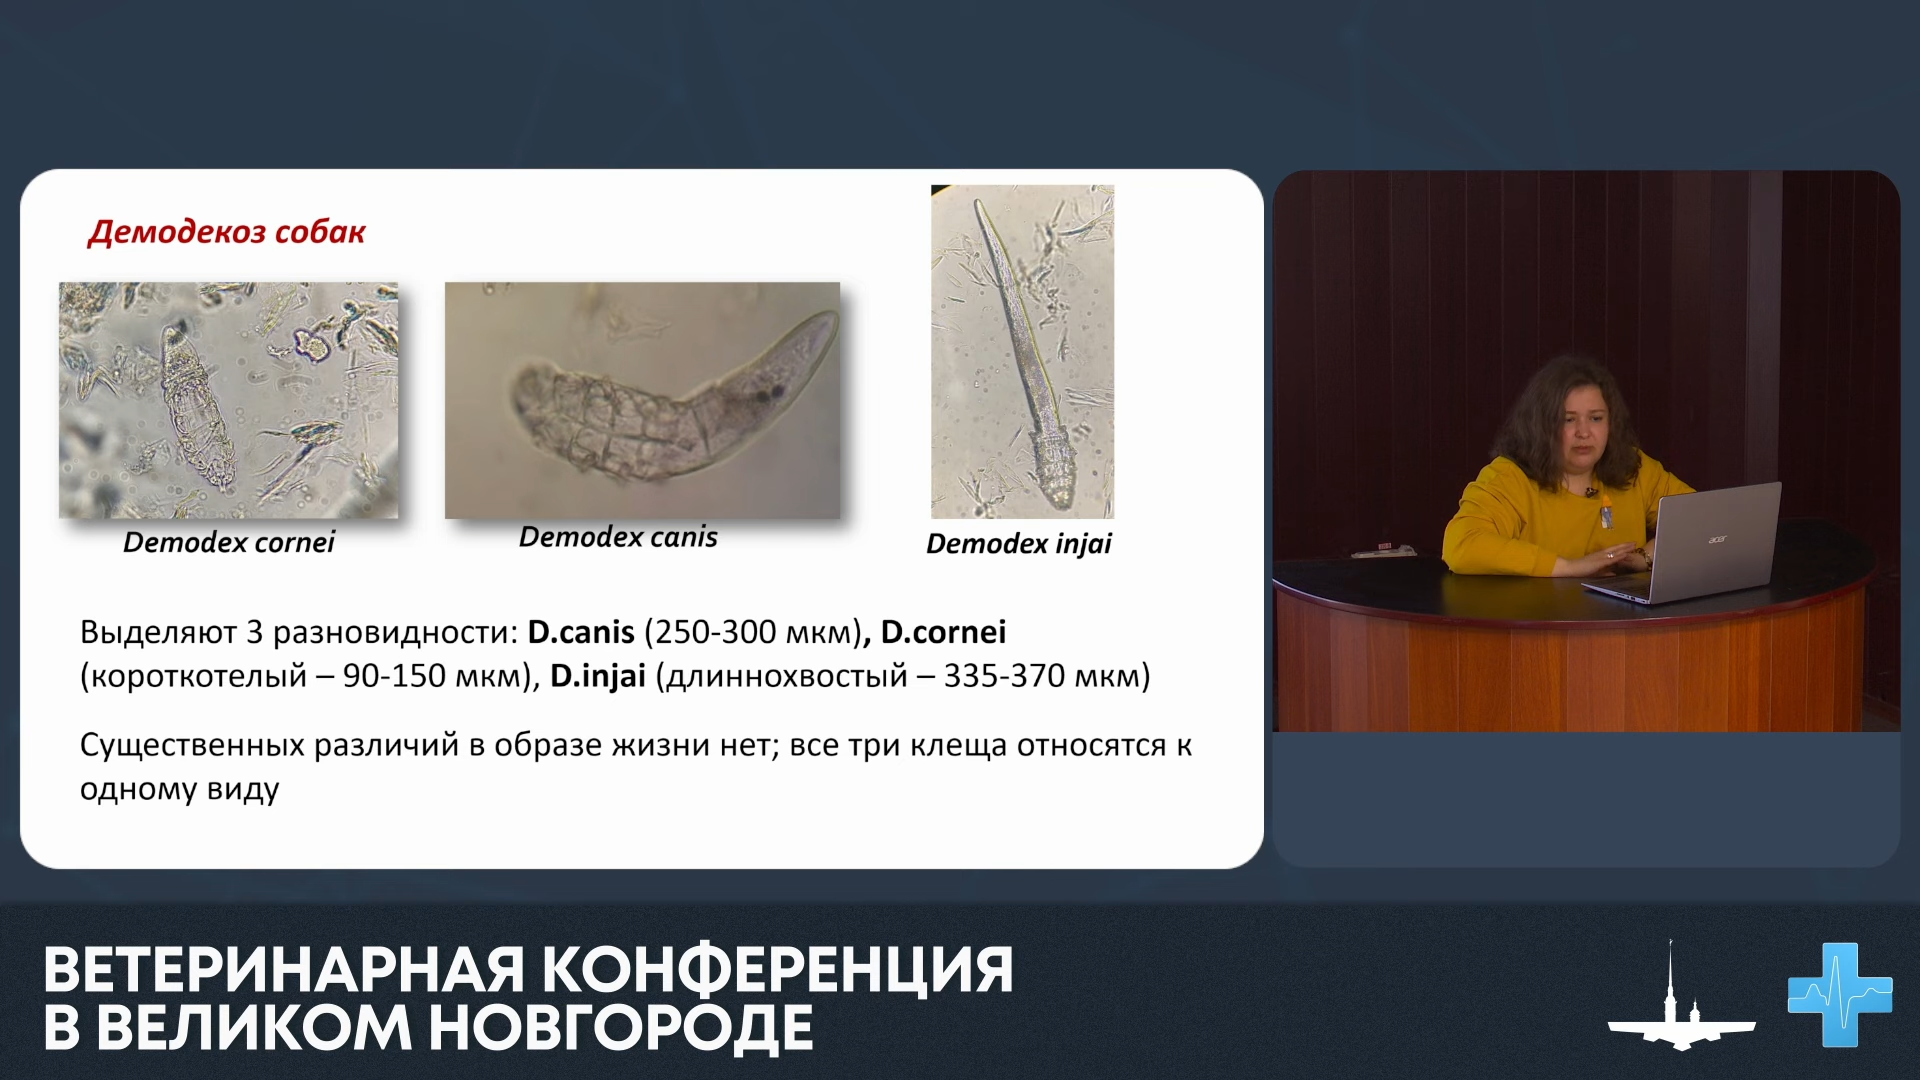 Демодекоз собак
Demodex cornei
Demodex canis
Demodex injai
Выделяют 3 разновидности: D.canis (250-300 мкм), D.cornei
(короткотелый – 90-150 мкм), D.injai (длиннохвостый – 335-370 мкм)
Существенных различий в образе жизни нет; все три клеща относятся к
одному виду
acer
ВЕТЕРИНАРНАЯ КОНФЕРЕНЦИЯ
В ВЕЛИКОМ НОВГОРОДЕ